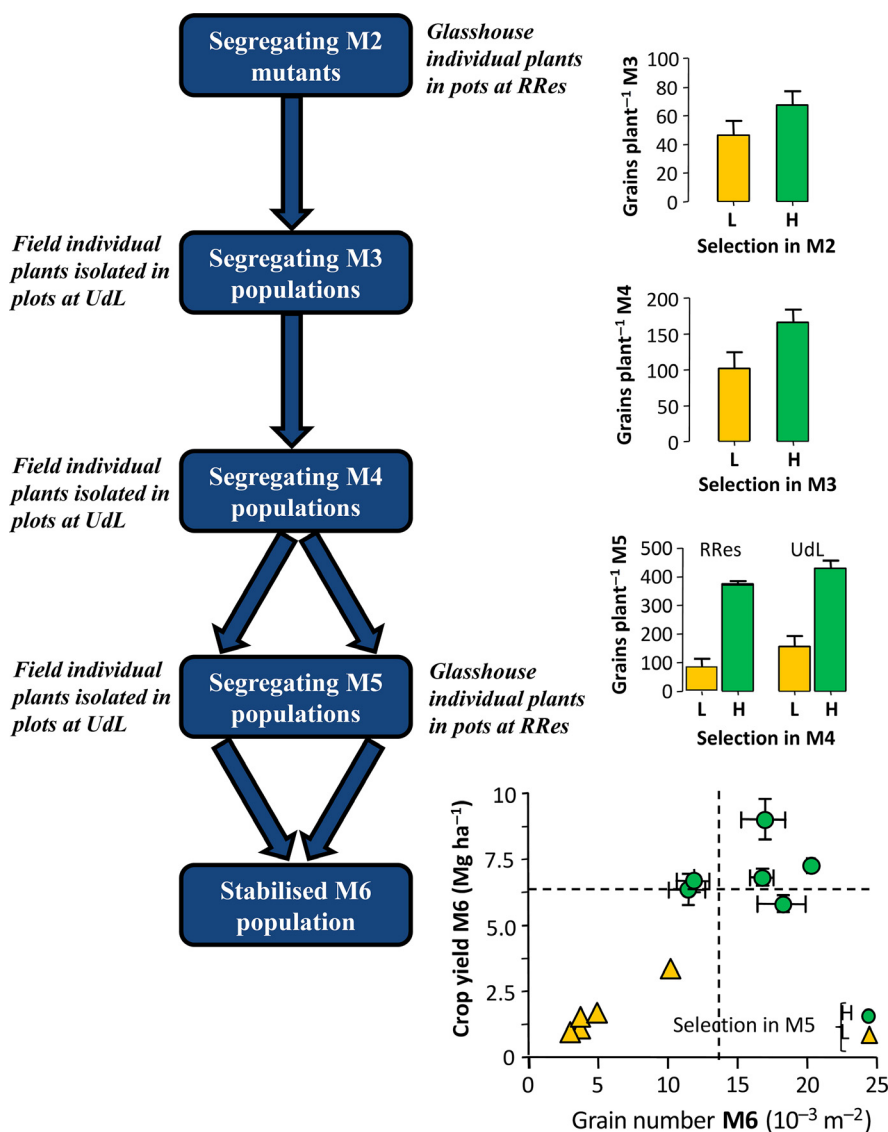 Segregating M2
mutants
Glasshouse
individual plants
in pots at RRes
Field individual
plants isolated in
plots at UdL
Segregating M3
populations
Field individual
plants isolated in
plots at UdL
Segregating M4
populations
Field individual
plants isolated in
plots at UdL
Segregating M5
populations
Glasshouse
individual plants
in pots at RRes
Stabilised M6
population
Grains plant⁻¹ M3
80
60
40
20
0
L H
Selection in M2
Grains plant⁻¹ M4
200
150
100
50
0
L H
Selection in M3
Grains plant⁻¹ M5
500
400
300
200
100
0
RRes UdL
L H L H
Selection in M4
Crop yield M6 (Mg ha⁻¹)
10
7.5
5.0
2.5
0
Selection in M5
H
L
0 5 10 15 20 25
Grain number M6 (10⁻³ m⁻²)